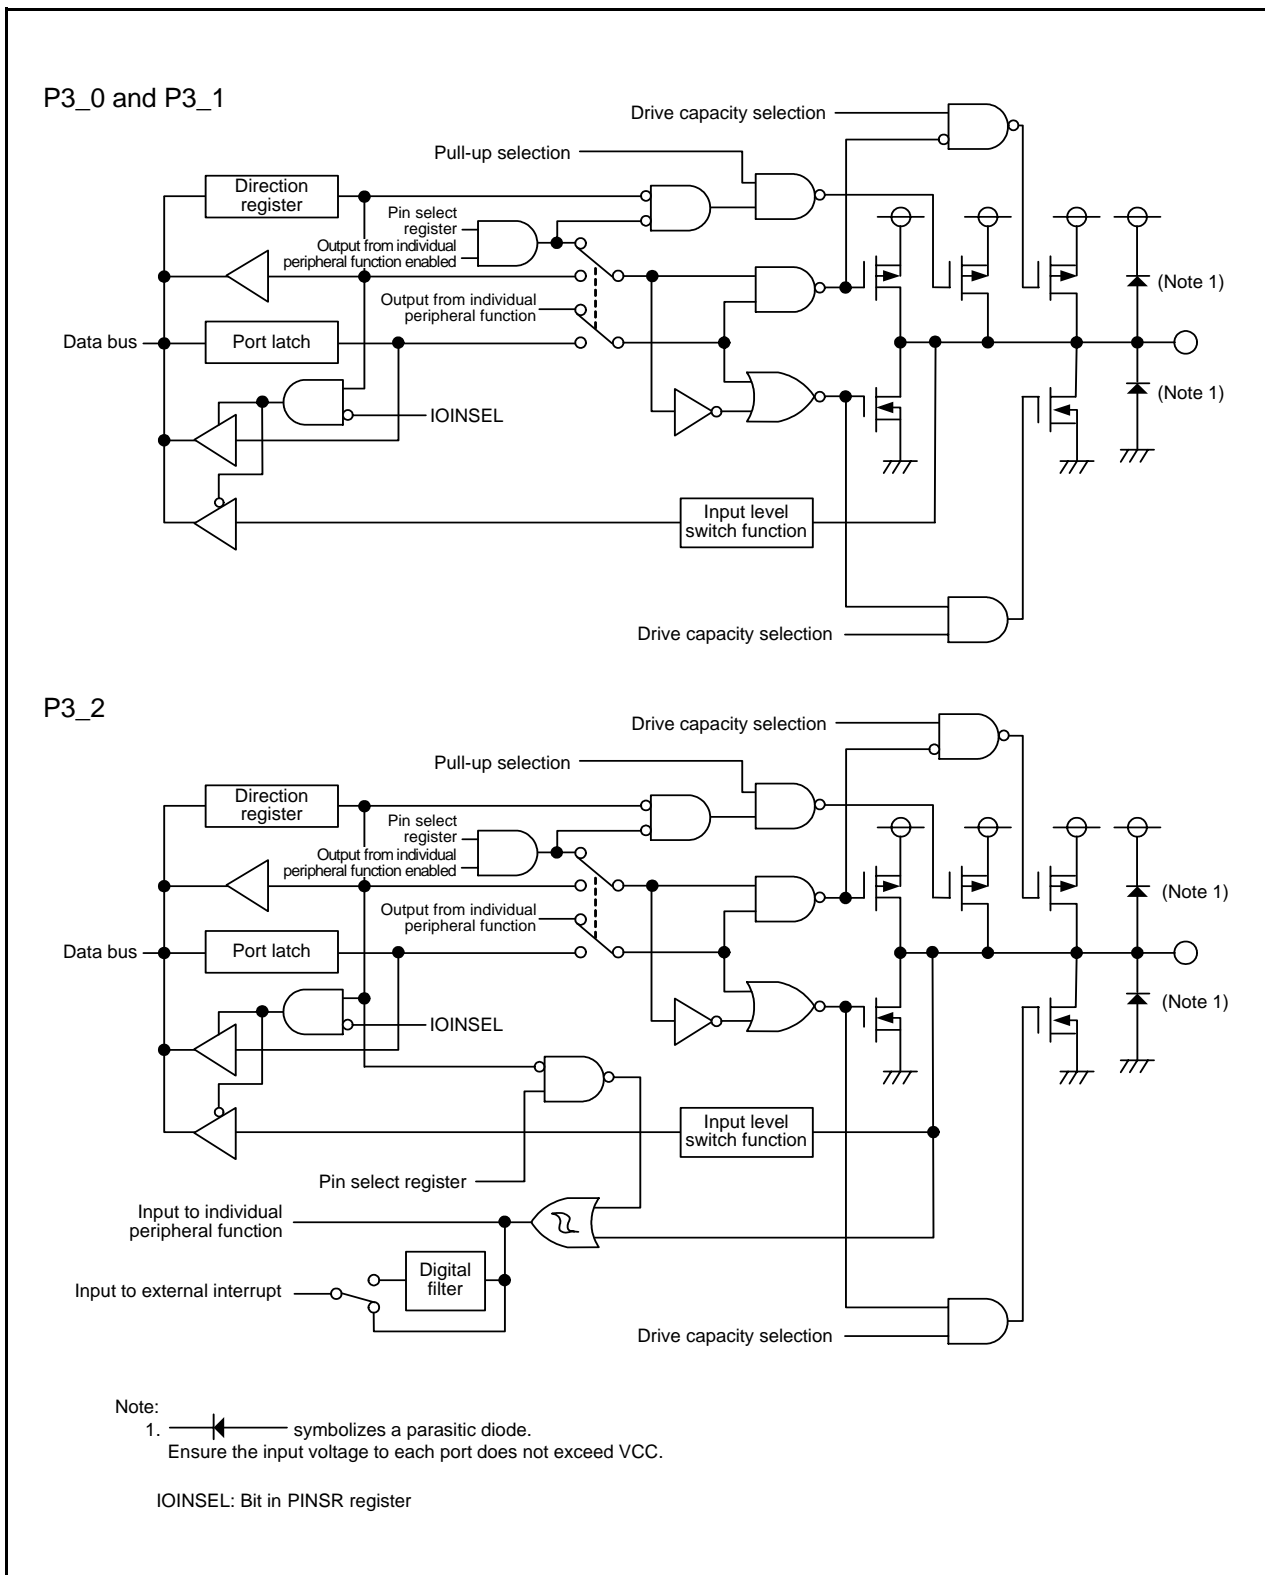 P3_0 and P3_1
Drive capacity selection
Pull-up selection
Direction
register
Pin select
register
Output from individual
peripheral function enabled
(Note 1)
Output from individual
peripheral function
Data bus
Port latch
(Note 1)
IOINSEL
Input level
switch function
Drive capacity selection
P3_2
Drive capacity selection
Pull-up selection
Direction
register
Pin select
register
Output from individual
peripheral function enabled
(Note 1)
Output from individual
peripheral function
Data bus
Port latch
(Note 1)
IOINSEL
Input level
switch function
Pin select register
Input to individual
peripheral function
Digital
filter
Input to external interrupt
Drive capacity selection
Note:
1. symbolizes a parasitic diode.
Ensure the input voltage to each port does not exceed VCC.
IOINSEL: Bit in PINSR register